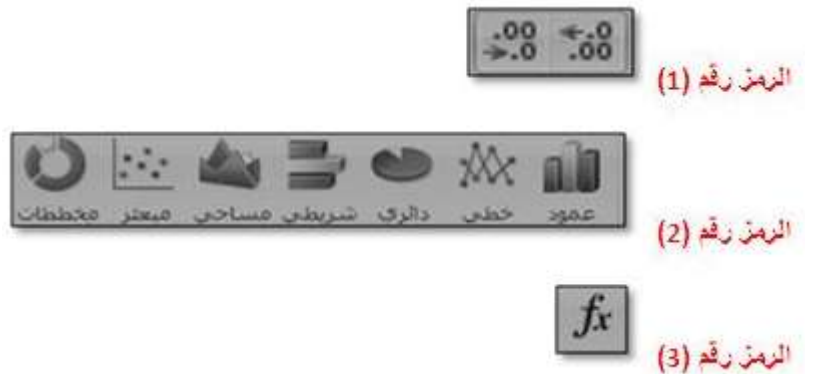 .00 ←.0
→.0 .00
الرمز رقم (1)
عمود خطي دائري شريطي مساحي مبعثر مخططات
الرمز رقم (2)
fx
الرمز رقم (3)